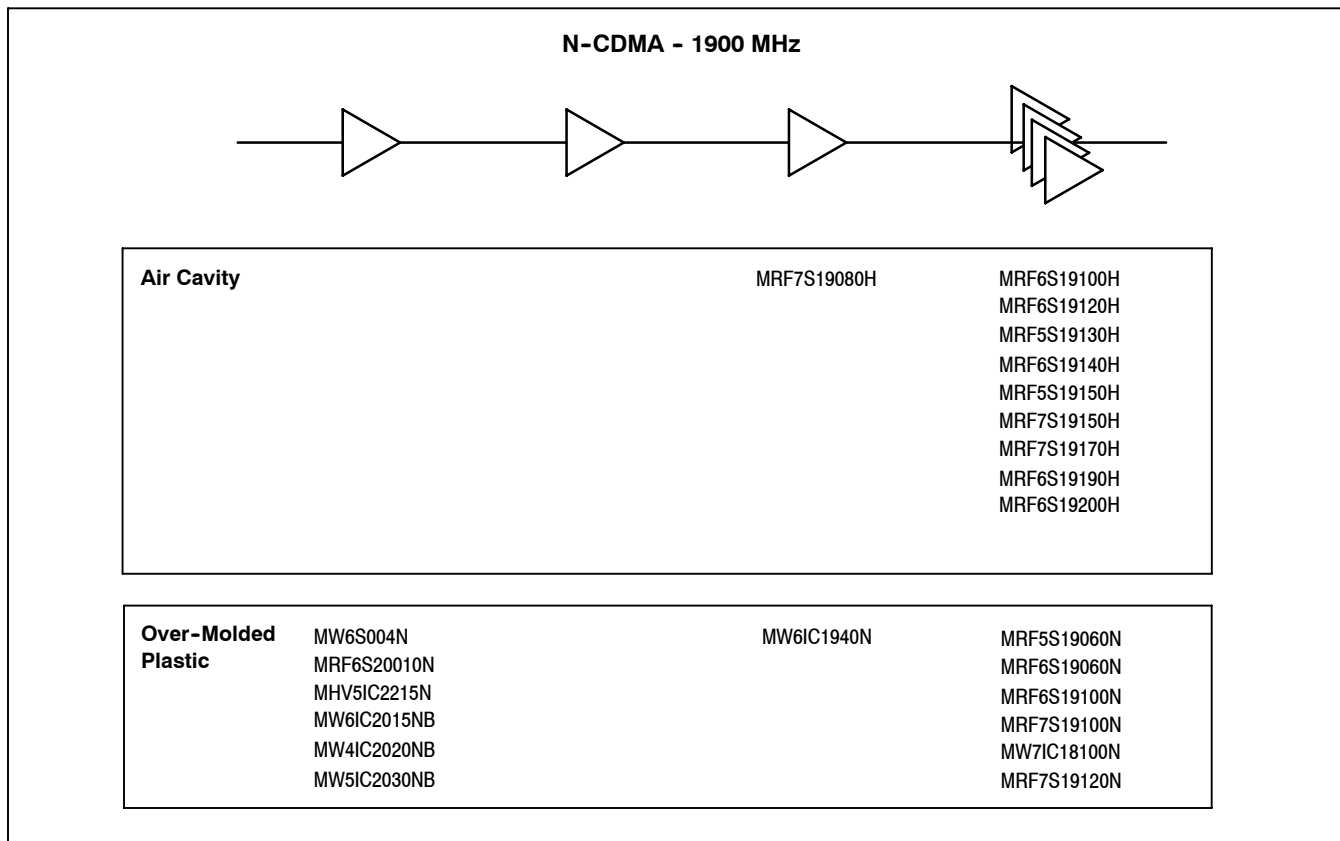 N--CDMA -- 1900 MHz
Air Cavity MRF7S19080H MRF6S19100H
MRF6S19120H
MRF5S19130H
MRF6S19140H
MRF5S19150H
MRF7S19150H
MRF7S19170H
MRF6S19190H
MRF6S19200H
Over--Molded MW6S004N MW6IC1940N MRF5S19060N
Plastic MRF6S20010N MRF6S19060N
MHV5IC2215N MRF6S19100N
MW6IC2015NB MRF7S19100N
MW4IC2020NB MW7IC18100N
MW5IC2030NB MRF7S19120N